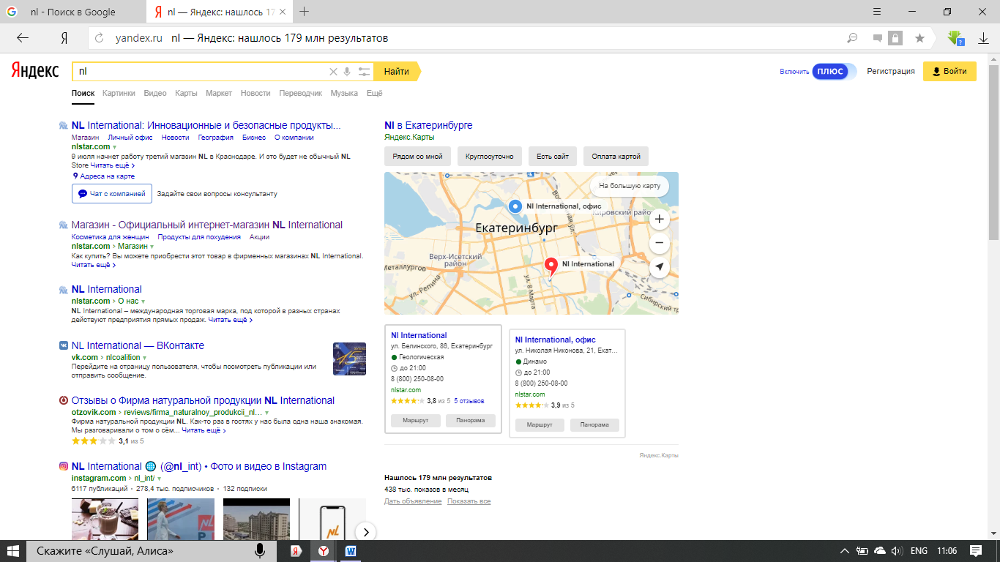 nl - Поиск в Google
nl — Яндекс: нашлось 17
yandex.ru nl — Яндекс: нашлось 179 млн результатов
Яндекс
nl
Найти
Включить ПЛЮС
Регистрация
Войти
Поиск Картинки Видео Карты Маркет Новости Переводчик Музыка Ещё
NL International: Инновационные и безопасные продукты...
Магазин Личный офис Новости География Бизнес О компании
nlstar.com
9 июля начнет работу третий магазин NL в Краснодаре. И это будет не обычный NL
Store Читать ещё >
Адреса на карте
Чат с компанией Задайте свои вопросы консультанту
Магазин - Официальный интернет-магазин NL International
Косметика для женщин Продукты для похудения Акции
nlstar.com › Магазин
Как купить? Вы можете приобрести этот товар в фирменных магазинах NL International.
Читать ещё >
NL International
nlstar.com › О нас
NL International – международная торговая марка, под которой в разных странах
действуют предприятия прямых продаж. Читать ещё >
NL International — ВКонтакте
vk.com › nlcoalition
Перейдите на страницу пользователя, чтобы посмотреть публикации или
отправить сообщение.
Отзывы о Фирма натуральной продукции NL International
otzovik.com › reviews/firma_naturalnoy_produkcii_nl...
Фирма натуральной продукции NL. Как-то раз в гостях у нас была одна наша знакомая.
Мы разговаривали о том о сём... Читать ещё >
3,1 из 5
NL International (@nl_int) • Фото и видео в Instagram
instagram.com › nl_int/
6117 публикаций · 278,4 тыс. подписчиков · 132 подписки
NL
NL
Nl в Екатеринбурге
Яндекс.Карты
Рядом со мной Круглосуточно Есть сайт Оплата картой
На большую карту
Nl International, офис
Кировский район
Екатеринбург
Верх-Исетский
район
Nl International
Металлургов
ул. Репина
ул. 8 Марта
Сибирский тр
Nl International
ул. Белинского, 86, Екатеринбург
Геологическая
до 21:00
8 (800) 250-08-00
nlstar.com
3,8 из 5 5 отзывов
Маршрут Панорама
Nl International, офис
ул. Николая Никонова, 21, Екат...
Динамо
до 21:00
8 (800) 250-08-00
nlstar.com
3,9 из 5
Маршрут Панорама
Яндекс.Карты
Нашлось 179 млн результатов
438 тыс. показов в месяц
Дать объявление Показать все
Скажите «Слушай, Алиса»
ENG 11:06